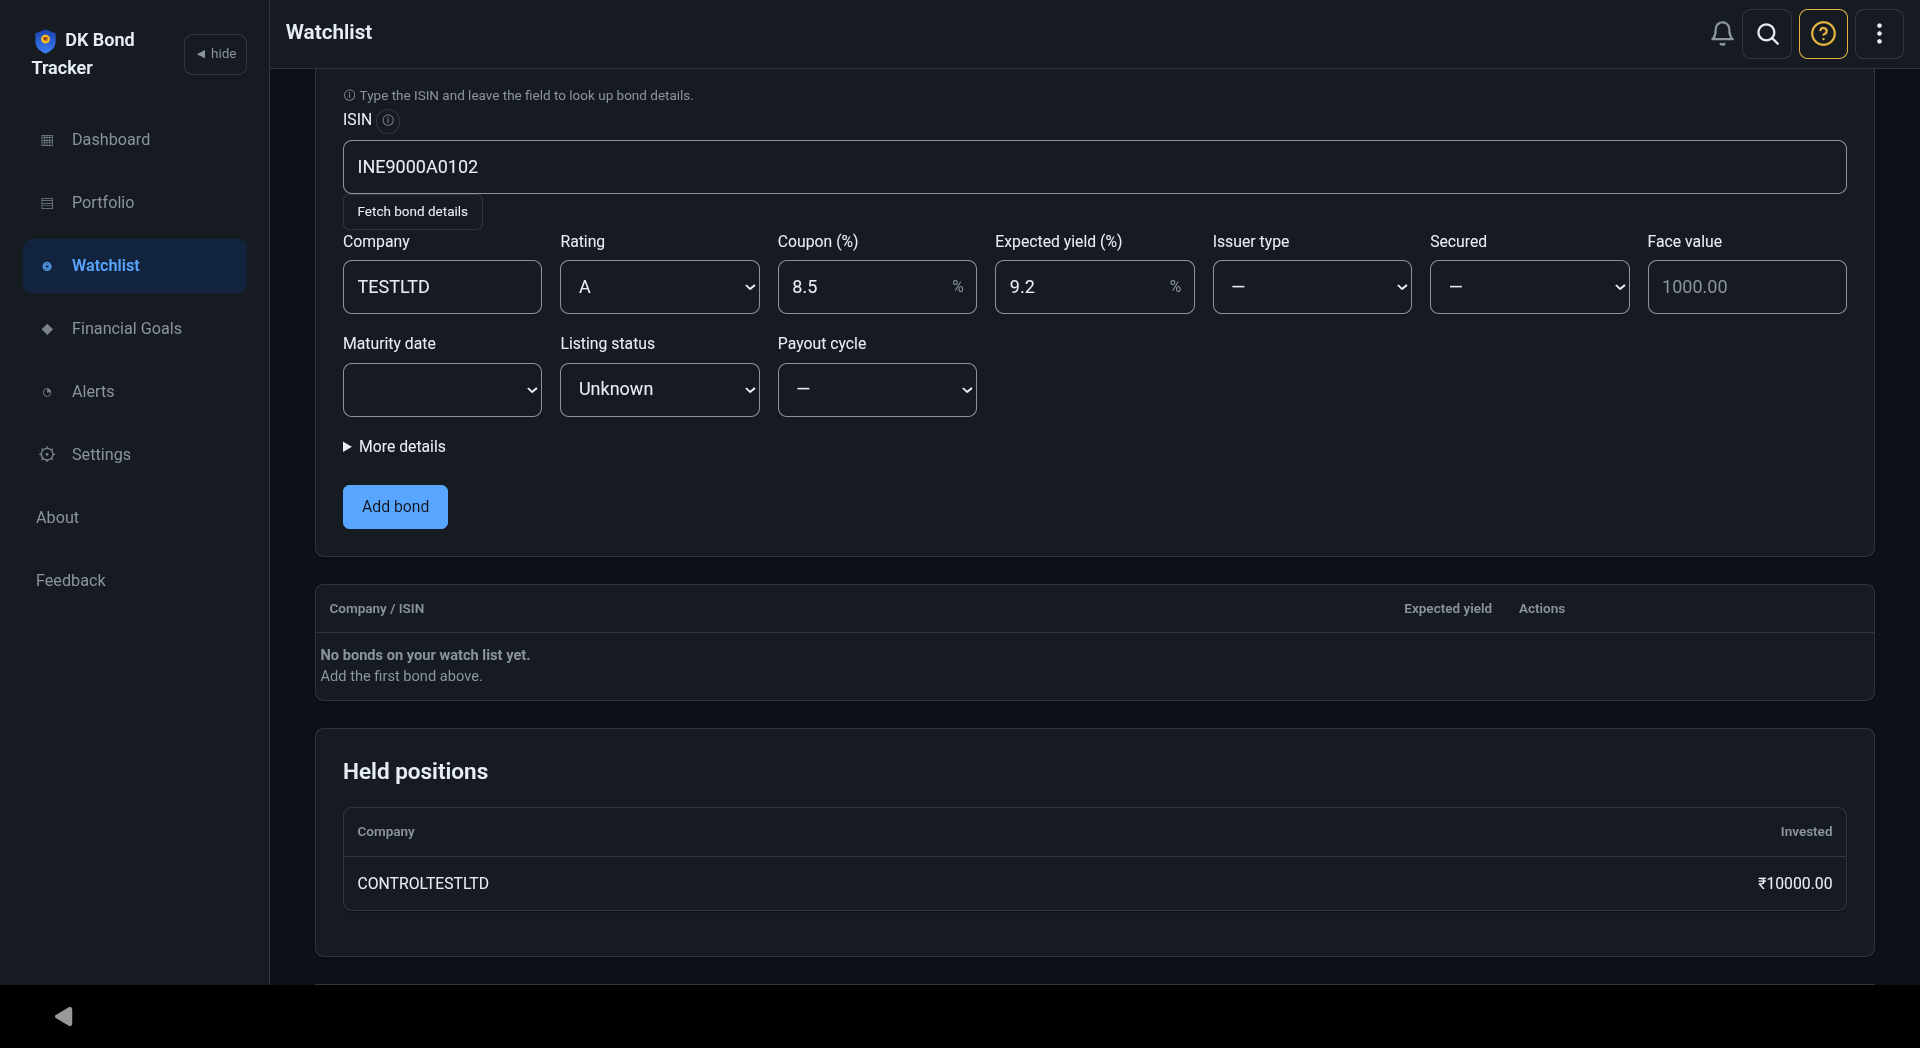 DK Bond
Tracker
◄ hide
Dashboard
Portfolio
Watchlist
Financial Goals
Alerts
Settings
About
Feedback
Watchlist
ⓘ Type the ISIN and leave the field to look up bond details.
ISIN ⓘ
INE9000A0102
Fetch bond details
Company Rating Coupon (%) Expected yield (%) Issuer type Secured Face value
TESTLTD A 8.5 % 9.2 % — — 1000.00
Maturity date Listing status Payout cycle
Unknown —
▶ More details
Add bond
Company / ISIN Expected yield Actions
No bonds on your watch list yet.
Add the first bond above.
Held positions
Company Invested
CONTROLTESTLTD ₹10000.00